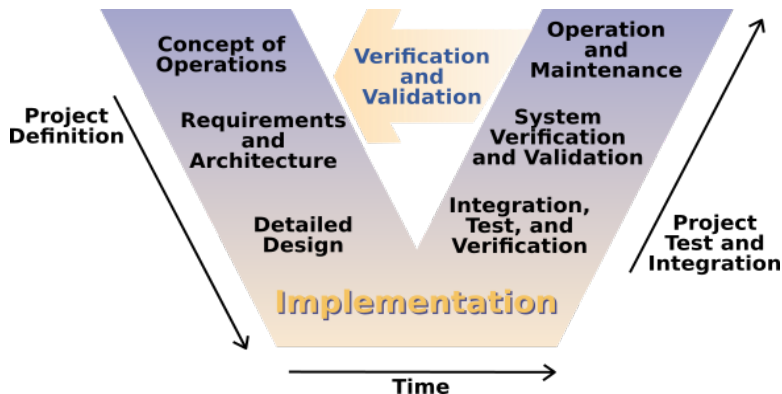 Concept of
Operations
Verification
and
Validation
Operation
and
Maintenance
Project
Definition
Requirements
and
Architecture
System
Verification
and Validation
Detailed
Design
Integration,
Test, and
Verification
Project
Test and
Integration
Implementation
Time